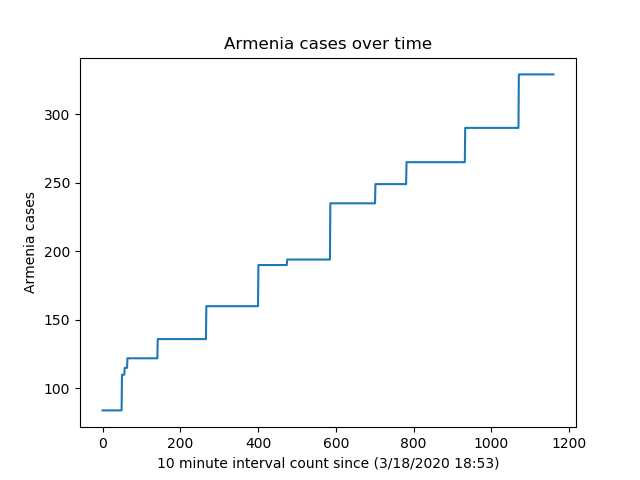 Armenia cases over time
300
250
200
150
100
Armenia cases
0 200 400 600 800 1000 1200
10 minute interval count since (3/18/2020 18:53)